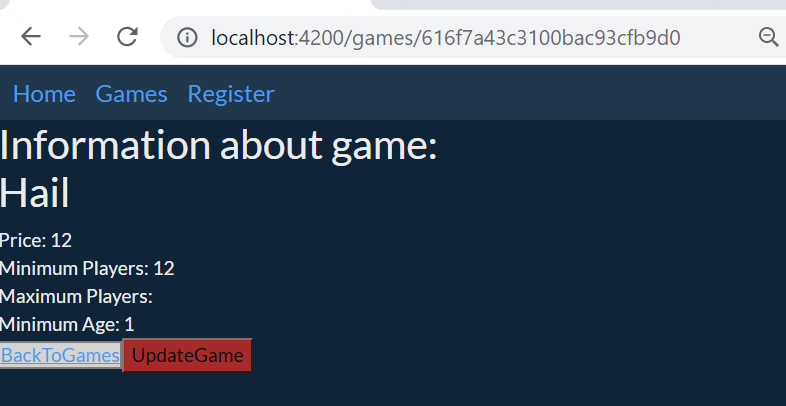 localhost:4200/games/616f7a43c3100bac93cfb9d0
Home Games Register
Information about game:
Hail
Price: 12
Minimum Players: 12
Maximum Players:
Minimum Age: 1
BackToGames UpdateGame